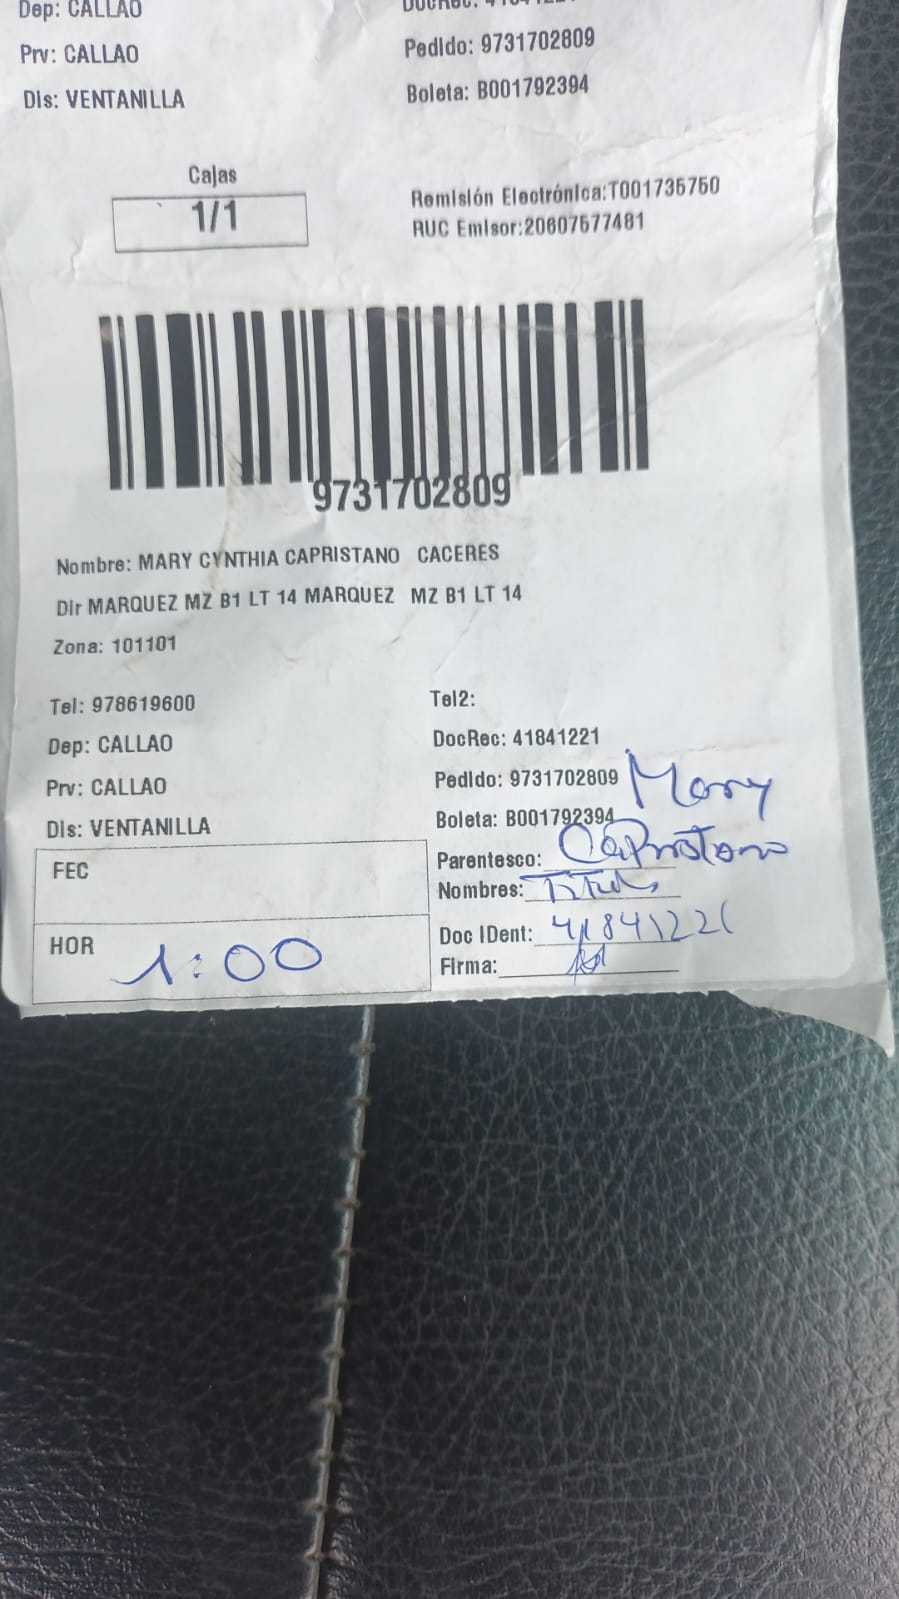 Dep: CALLAO
Prv: CALLAO
Pedido: 9731702809
Dis: VENTANILLA
Boleta: B001792394
Cajas
1/1
Remisión Electrónica:T001735750
RUC Emisor:20607577481
9731702809
Nombre: MARY CYNTHIA CAPRISTANO CACERES
Dir MARQUEZ MZ B1 LT 14 MARQUEZ MZ B1 LT 14
Zona: 101101
Tel: 978619600
Tel2:
Dep: CALLAO
DocRec: 41841221
Prv: CALLAO
Pedido: 9731702809
Mary
Dis: VENTANILLA
Boleta: B001792394
FEC
Parentesco: Capristano
Nombres: Titular
HOR 1:00
Doc IDent: 41841221
Firma: